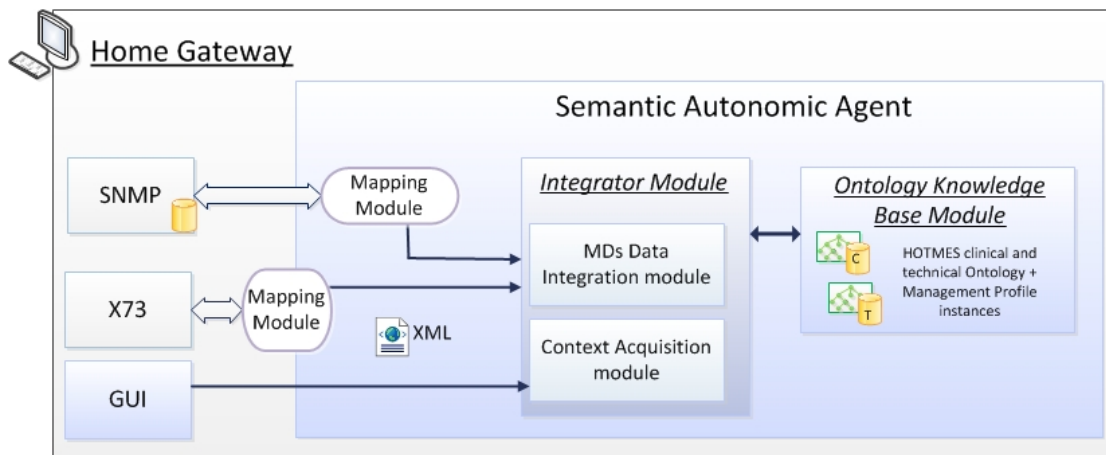 Home Gateway
Semantic Autonomic Agent
SNMP
Mapping
Module
Integrator Module
Ontology Knowledge
Base Module
MDs Data
Integration module
C
HOTMES clinical and
technical Ontology +
Management Profile
instances
T
X73
Mapping
Module
XML
Context Acquisition
module
GUI